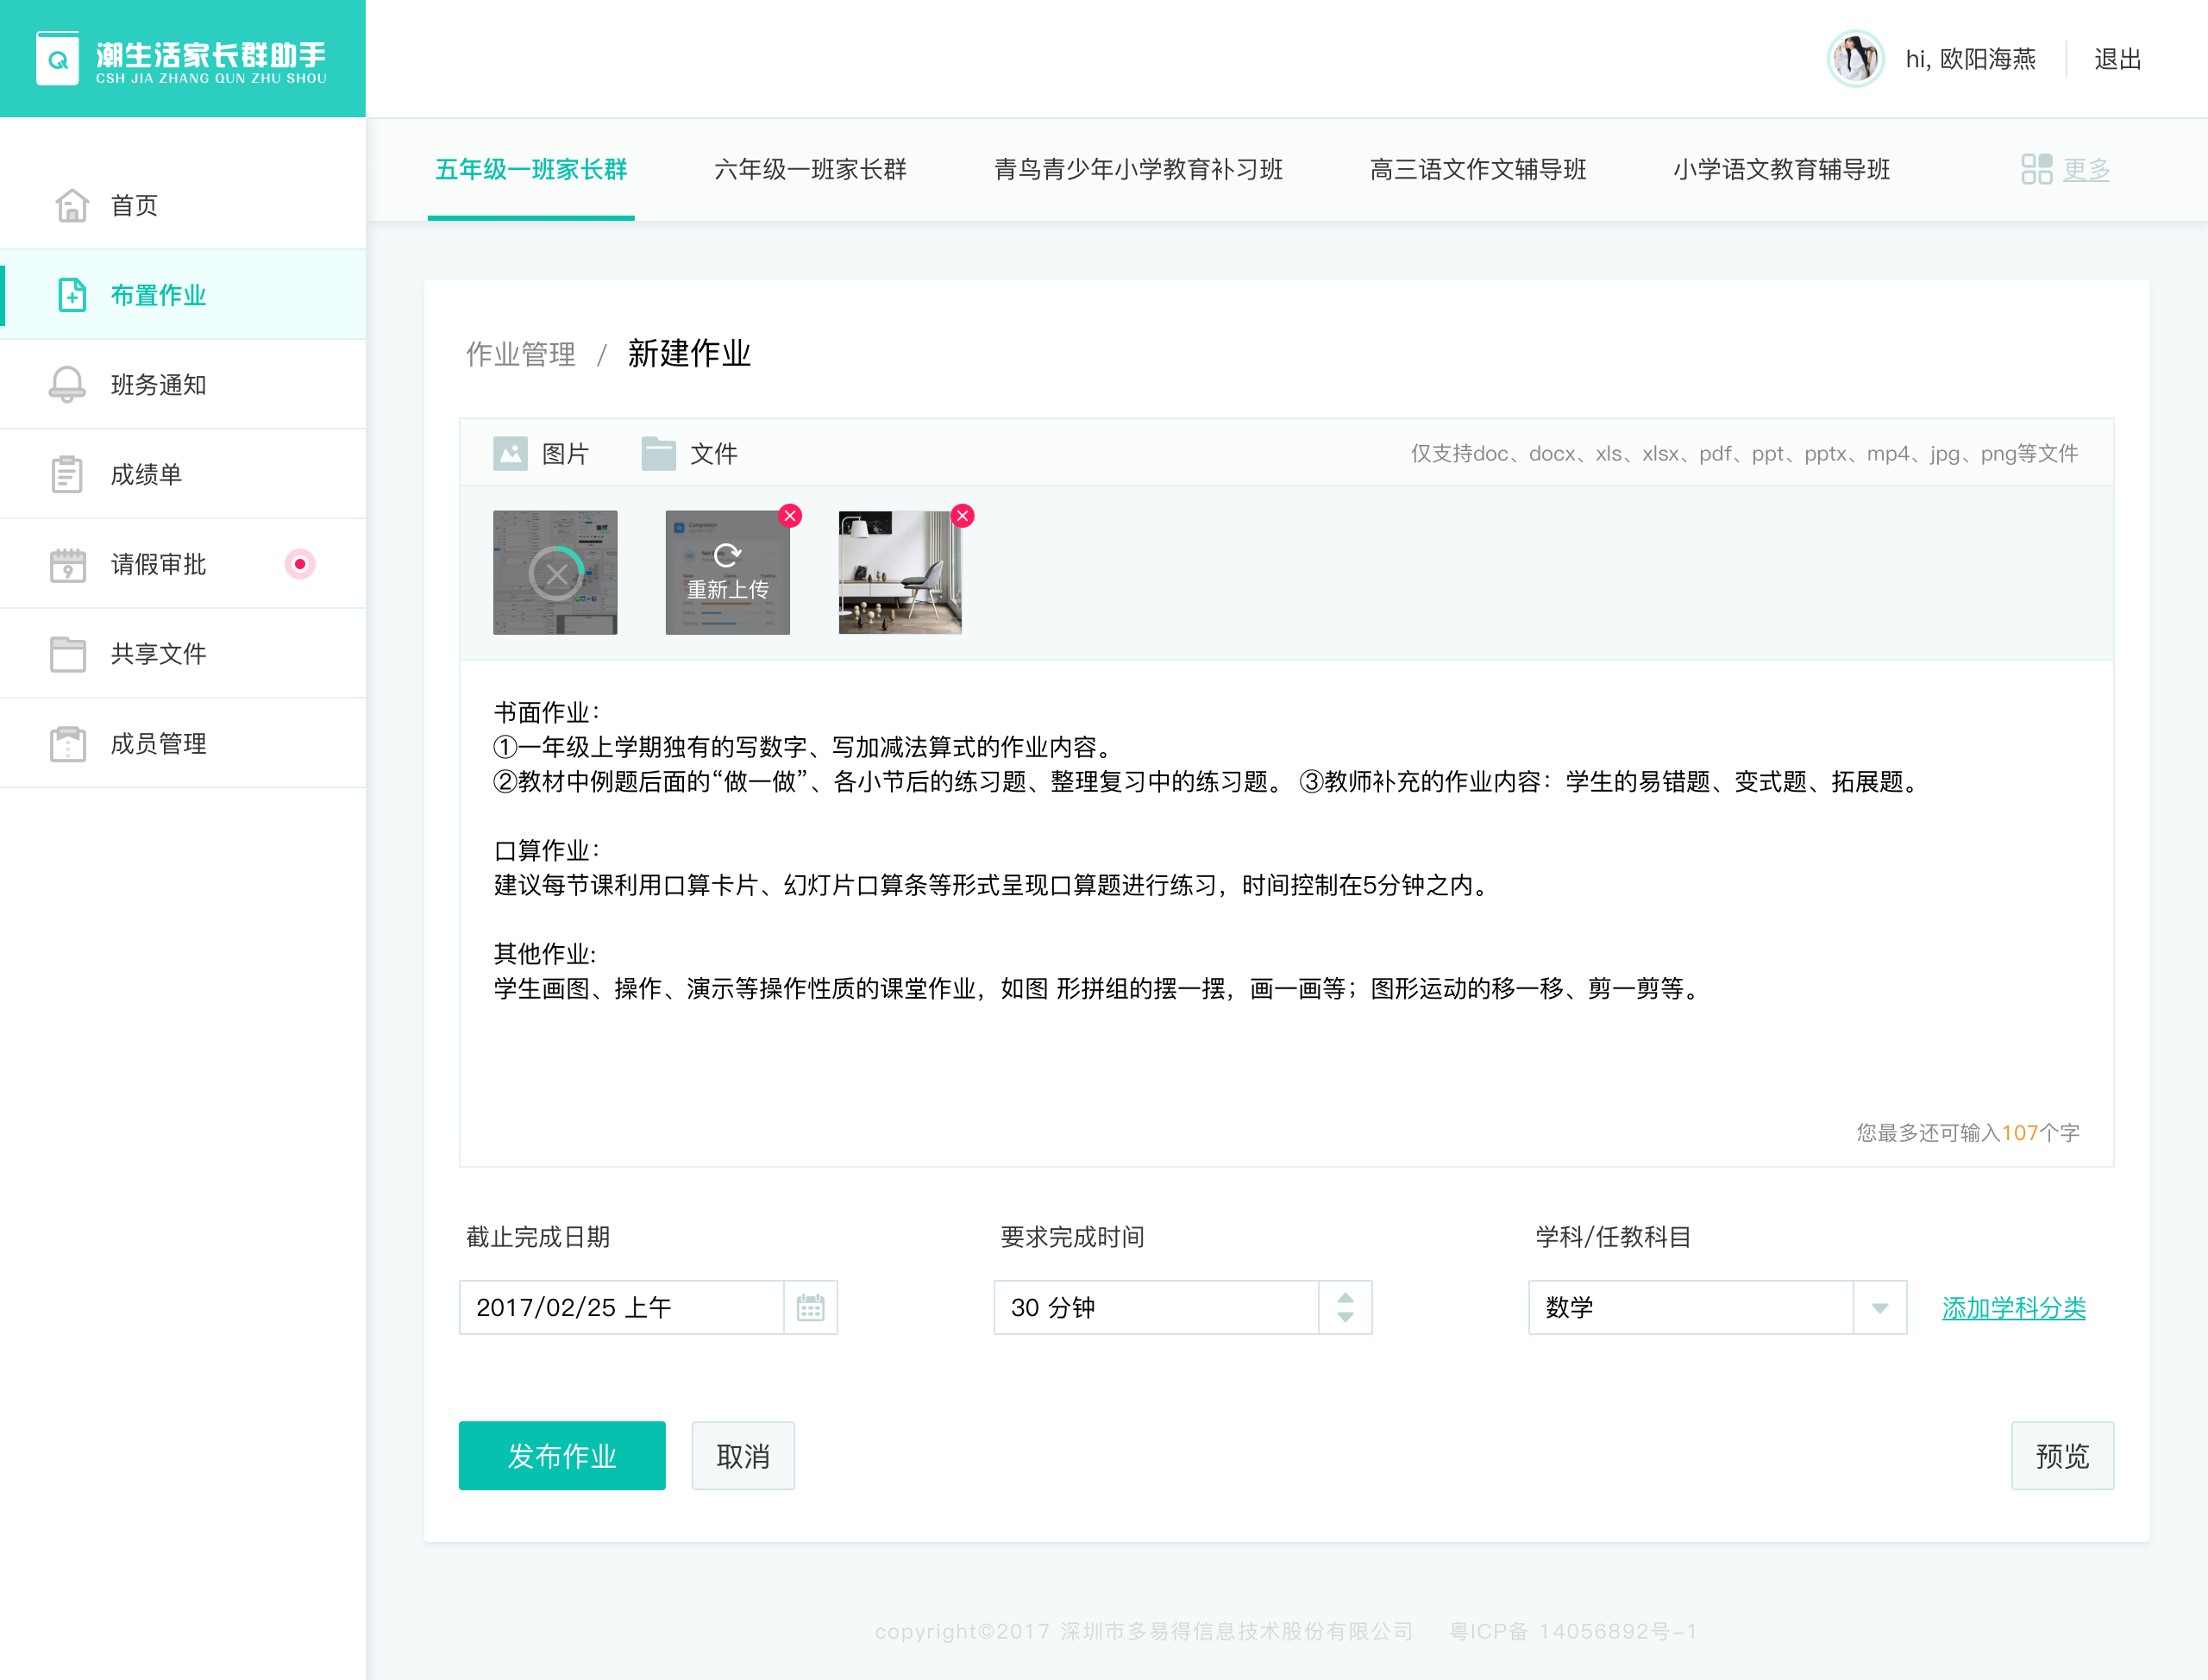 潮生活家长群助手
CSH JIA ZHANG QUN ZHU SHOU
hi, 欧阳海燕
退出
首页
布置作业
班务通知
成绩单
请假审批
共享文件
成员管理
五年级一班家长群
六年级一班家长群
青鸟青少年小学教育补习班
高三语文作文辅导班
小学语文教育辅导班
更多
作业管理 / 新建作业
图片
文件
仅支持doc、docx、xls、xlsx、pdf、ppt、pptx、mp4、jpg、png等文件
重新上传
书面作业：
①一年级上学期独有的写数字、写加减法算式的作业内容。
②教材中例题后面的“做一做”、各小节后的练习题、整理复习中的练习题。 ③教师补充的作业内容：学生的易错题、变式题、拓展题。
口算作业：
建议每节课利用口算卡片、幻灯片口算条等形式呈现口算题进行练习，时间控制在5分钟之内。
其他作业:
学生画图、操作、演示等操作性质的课堂作业，如图 形拼组的摆一摆，画一画等；图形运动的移一移、剪一剪等。
您最多还可输入107个字
截止完成日期
要求完成时间
学科/任教科目
2017/02/25 上午
30 分钟
数学
添加学科分类
发布作业
取消
预览
copyright©2017 深圳市多易得信息技术股份有限公司 粤ICP备 14056892号-1